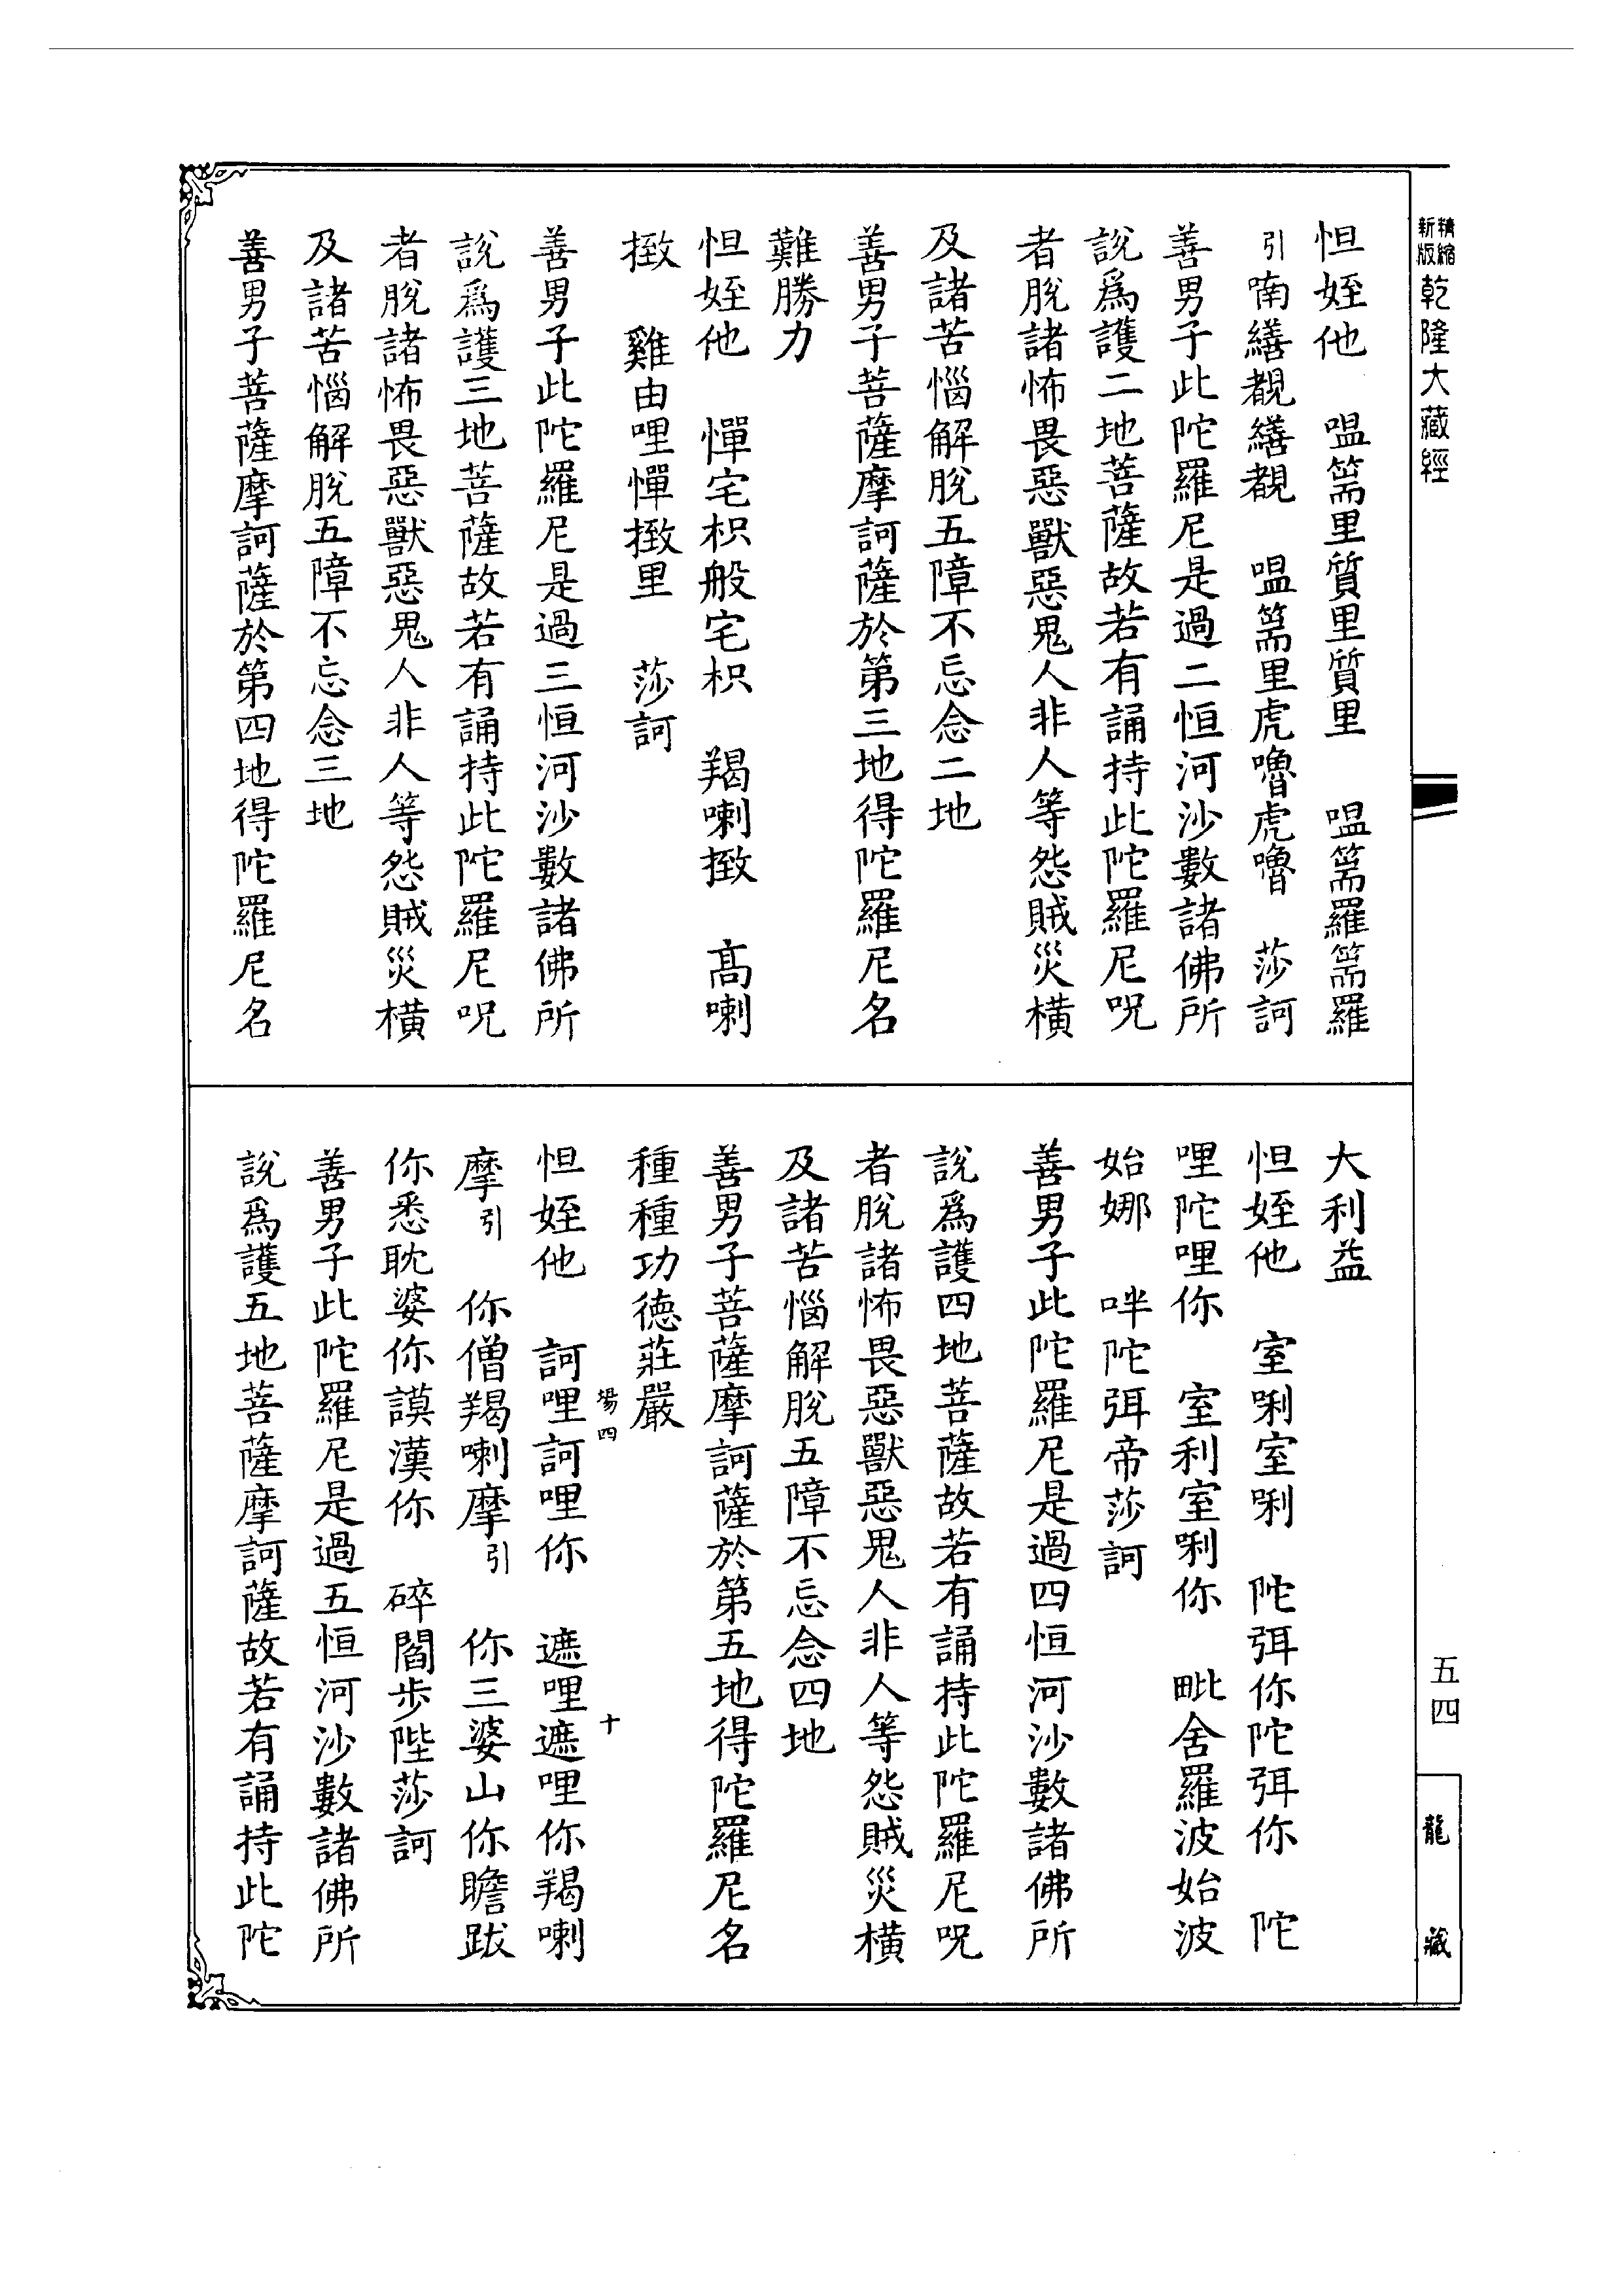 精縮新版乾隆大藏經
怛姪他 嗢篅里質里質里 嗢篅羅篅羅
引喃繕覩繕覩 嗢篅里虎嚕虎嚕 莎訶
善男子此陀羅尼是過二恒河沙數諸佛所
說爲護二地菩薩故若有誦持此陀羅尼呪
者脫諸怖畏惡獸惡鬼人非人等怨賊災橫
及諸苦惱解脫五障不忘念二地
善男子菩薩摩訶薩於第三地得陀羅尼名
難勝力
怛姪他 憚宅枳般宅枳 羯喇撴 高喇
撴 雞由哩憚撴里 莎訶
善男子此陀羅尼是過三恒河沙數諸佛所
說爲護三地菩薩故若有誦持此陀羅尼呪
者脫諸怖畏惡獸惡鬼人非人等怨賊災橫
及諸苦惱解脫五障不忘念三地
善男子菩薩摩訶薩於第四地得陀羅尼名
大利益
怛姪他 室唎室唎 陀弭你陀弭你 陀
哩陀哩你 室利室唎你 毗舍羅波始波
始娜 吽陀弭帝莎訶
善男子此陀羅尼是過四恒河沙數諸佛所
說爲護四地菩薩故若有誦持此陀羅尼呪
者脫諸怖畏惡獸惡鬼人非人等怨賊災橫
及諸苦惱解脫五障不忘念四地
善男子菩薩摩訶薩於第五地得陀羅尼名
種種功德莊嚴
場四 十
怛姪他 訶哩訶哩你 遮哩遮哩你羯喇
摩引 你僧羯喇摩引 你三婆山你瞻跋
你悉耽婆你謨漢你 碎閻步陛莎訶
善男子此陀羅尼是過五恒河沙數諸佛所
說爲護五地菩薩摩訶薩故若有誦持此陀
五四
龍藏